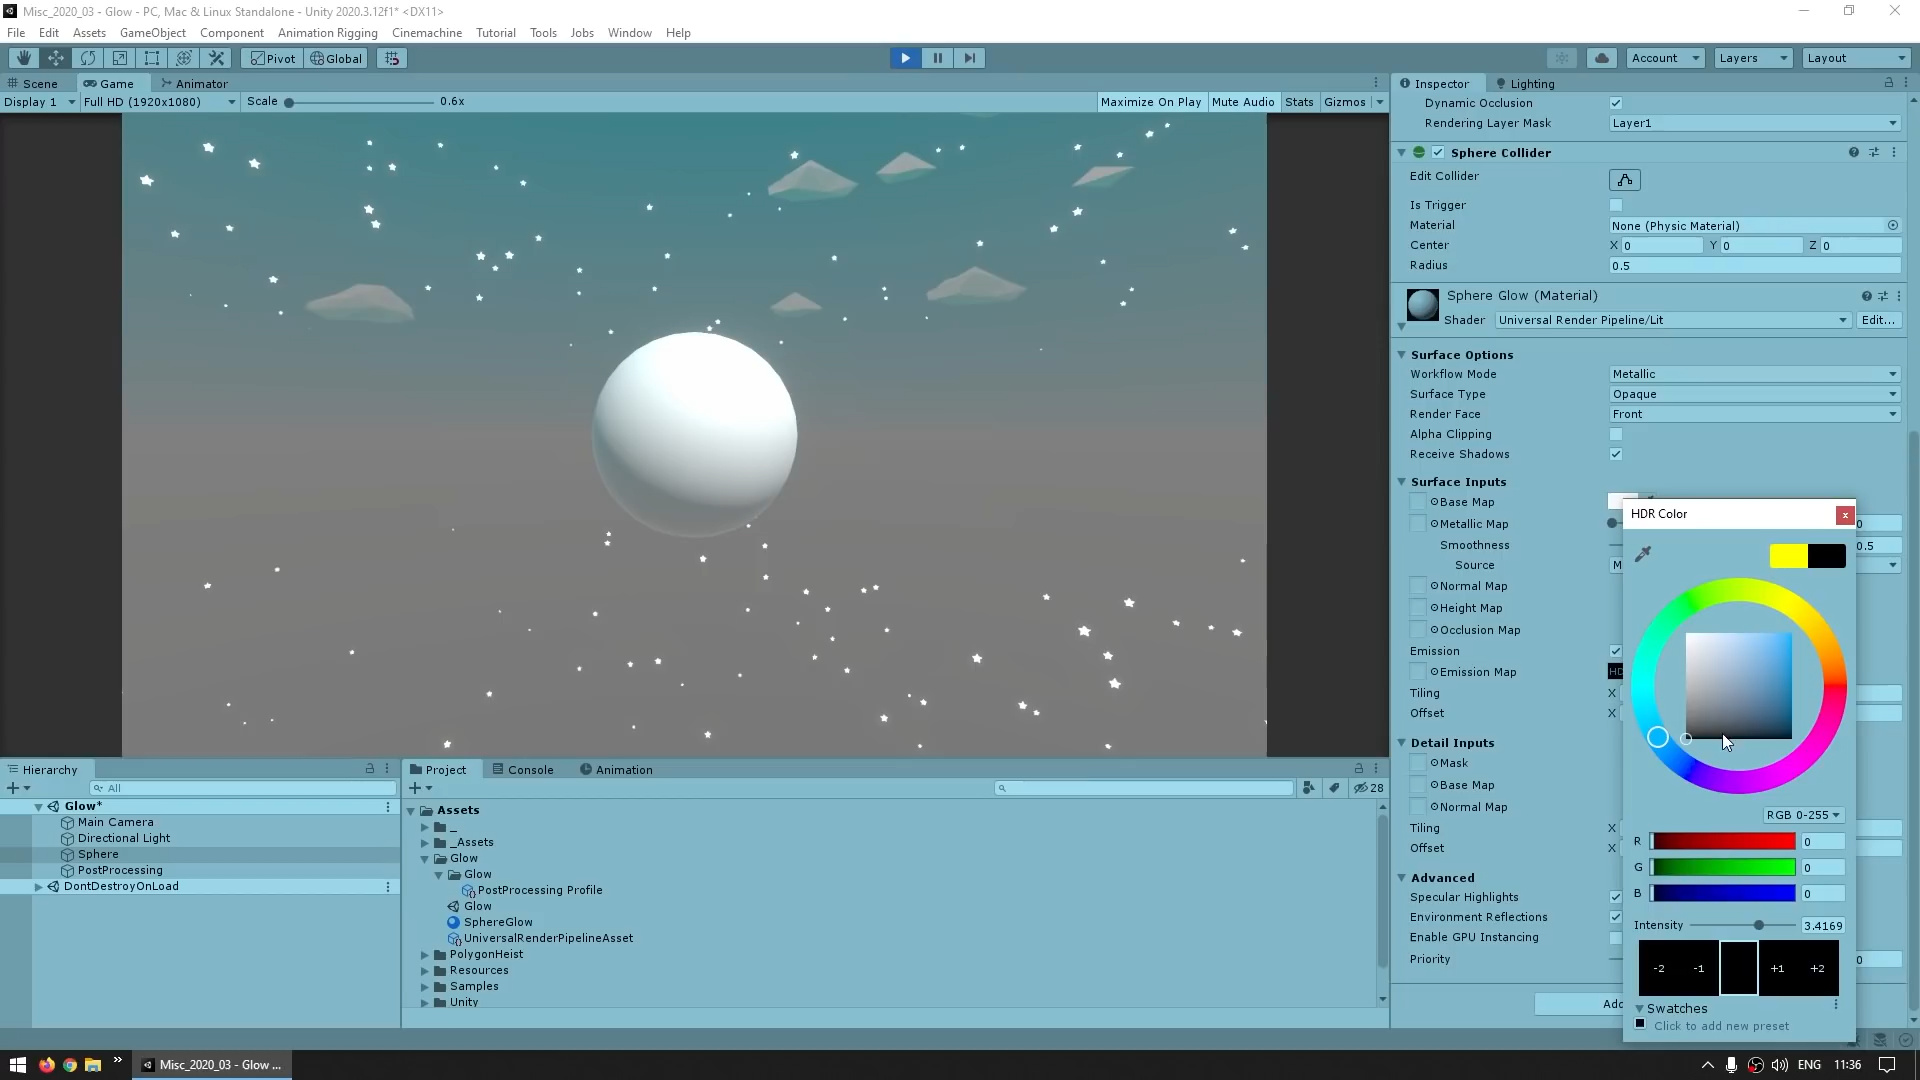 Misc_2020_03 - Glow - PC, Mac & Linux Standalone - Unity 2020.3.12f1* <DX11>
File Edit Assets GameObject Component Animation Rigging Cinemachine Tutorial Tools Jobs Window Help
Pivot Global Account Layers Layout
Scene Game Animator
Display 1 Full HD (1920x1080) Scale 0.6x Maximize On Play Mute Audio Stats Gizmos
Inspector Lighting
Dynamic Occlusion
Rendering Layer Mask Layer1
Sphere Collider
Edit Collider
Is Trigger
Material None (Physic Material)
Center X 0 Y 0 Z 0
Radius 0.5
Sphere Glow (Material)
Shader Universal Render Pipeline/Lit Edit...
Surface Options
Workflow Mode Metallic
Surface Type Opaque
Render Face Front
Alpha Clipping
Receive Shadows
Surface Inputs
Base Map
Metallic Map 0
Smoothness 0.5
Source M
Normal Map
Height Map
Occlusion Map
Emission
Emission Map HD
Tiling X
Offset X
Detail Inputs
Mask
Base Map
Normal Map
Tiling X
Offset X
Advanced
Specular Highlights
Environment Reflections
Enable GPU Instancing
Priority 0
Add
HDR Color
x
RGB 0-255
R 0
G 0
B 0
Intensity 3.4169
-2 -1 +1 +2
Swatches
Click to add new preset
Hierarchy
All
Glow*
Main Camera
Directional Light
Sphere
PostProcessing
DontDestroyOnLoad
Project Console Animation
28
Assets
_
_Assets
Glow
Glow
PostProcessing Profile
Glow
SphereGlow
UniversalRenderPipelineAsset
PolygonHeist
Resources
Samples
Unity
Misc_2020_03 - Glow ...
ENG 11:36